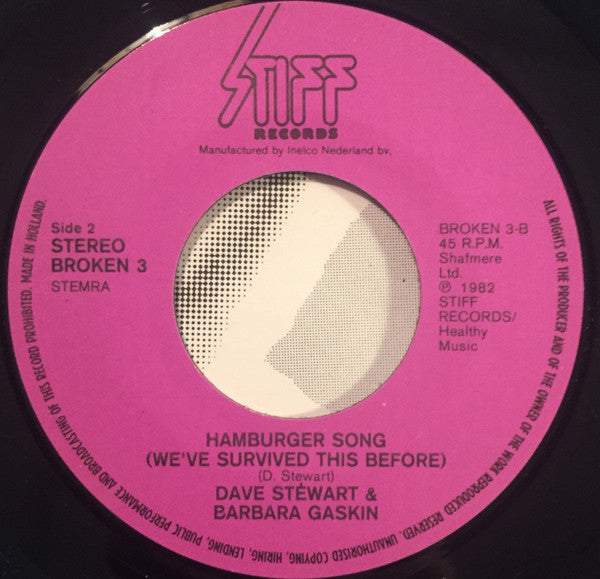 STIFF
RECORDS
Manufactured by Inelco Nederland bv.
Side 2
STEREO
BROKEN 3
STEMRA
BROKEN 3-B
45 R.P.M.
Shafmere
Ltd.
℗ 1982
STIFF
RECORDS/
Healthy
Music
HAMBURGER SONG
(WE'VE SURVIVED THIS BEFORE)
(D. Stewart)
DAVE STEWART &
BARBARA GASKIN
ALL RIGHTS OF THE PRODUCER AND OF THE OWNER OF THE WORK REPRODUCED RESERVED. UNAUTHORISED COPYING, HIRING, LENDING, PUBLIC PERFORMANCE AND BROADCASTING OF THIS RECORD PROHIBITED. MADE IN HOLLAND.